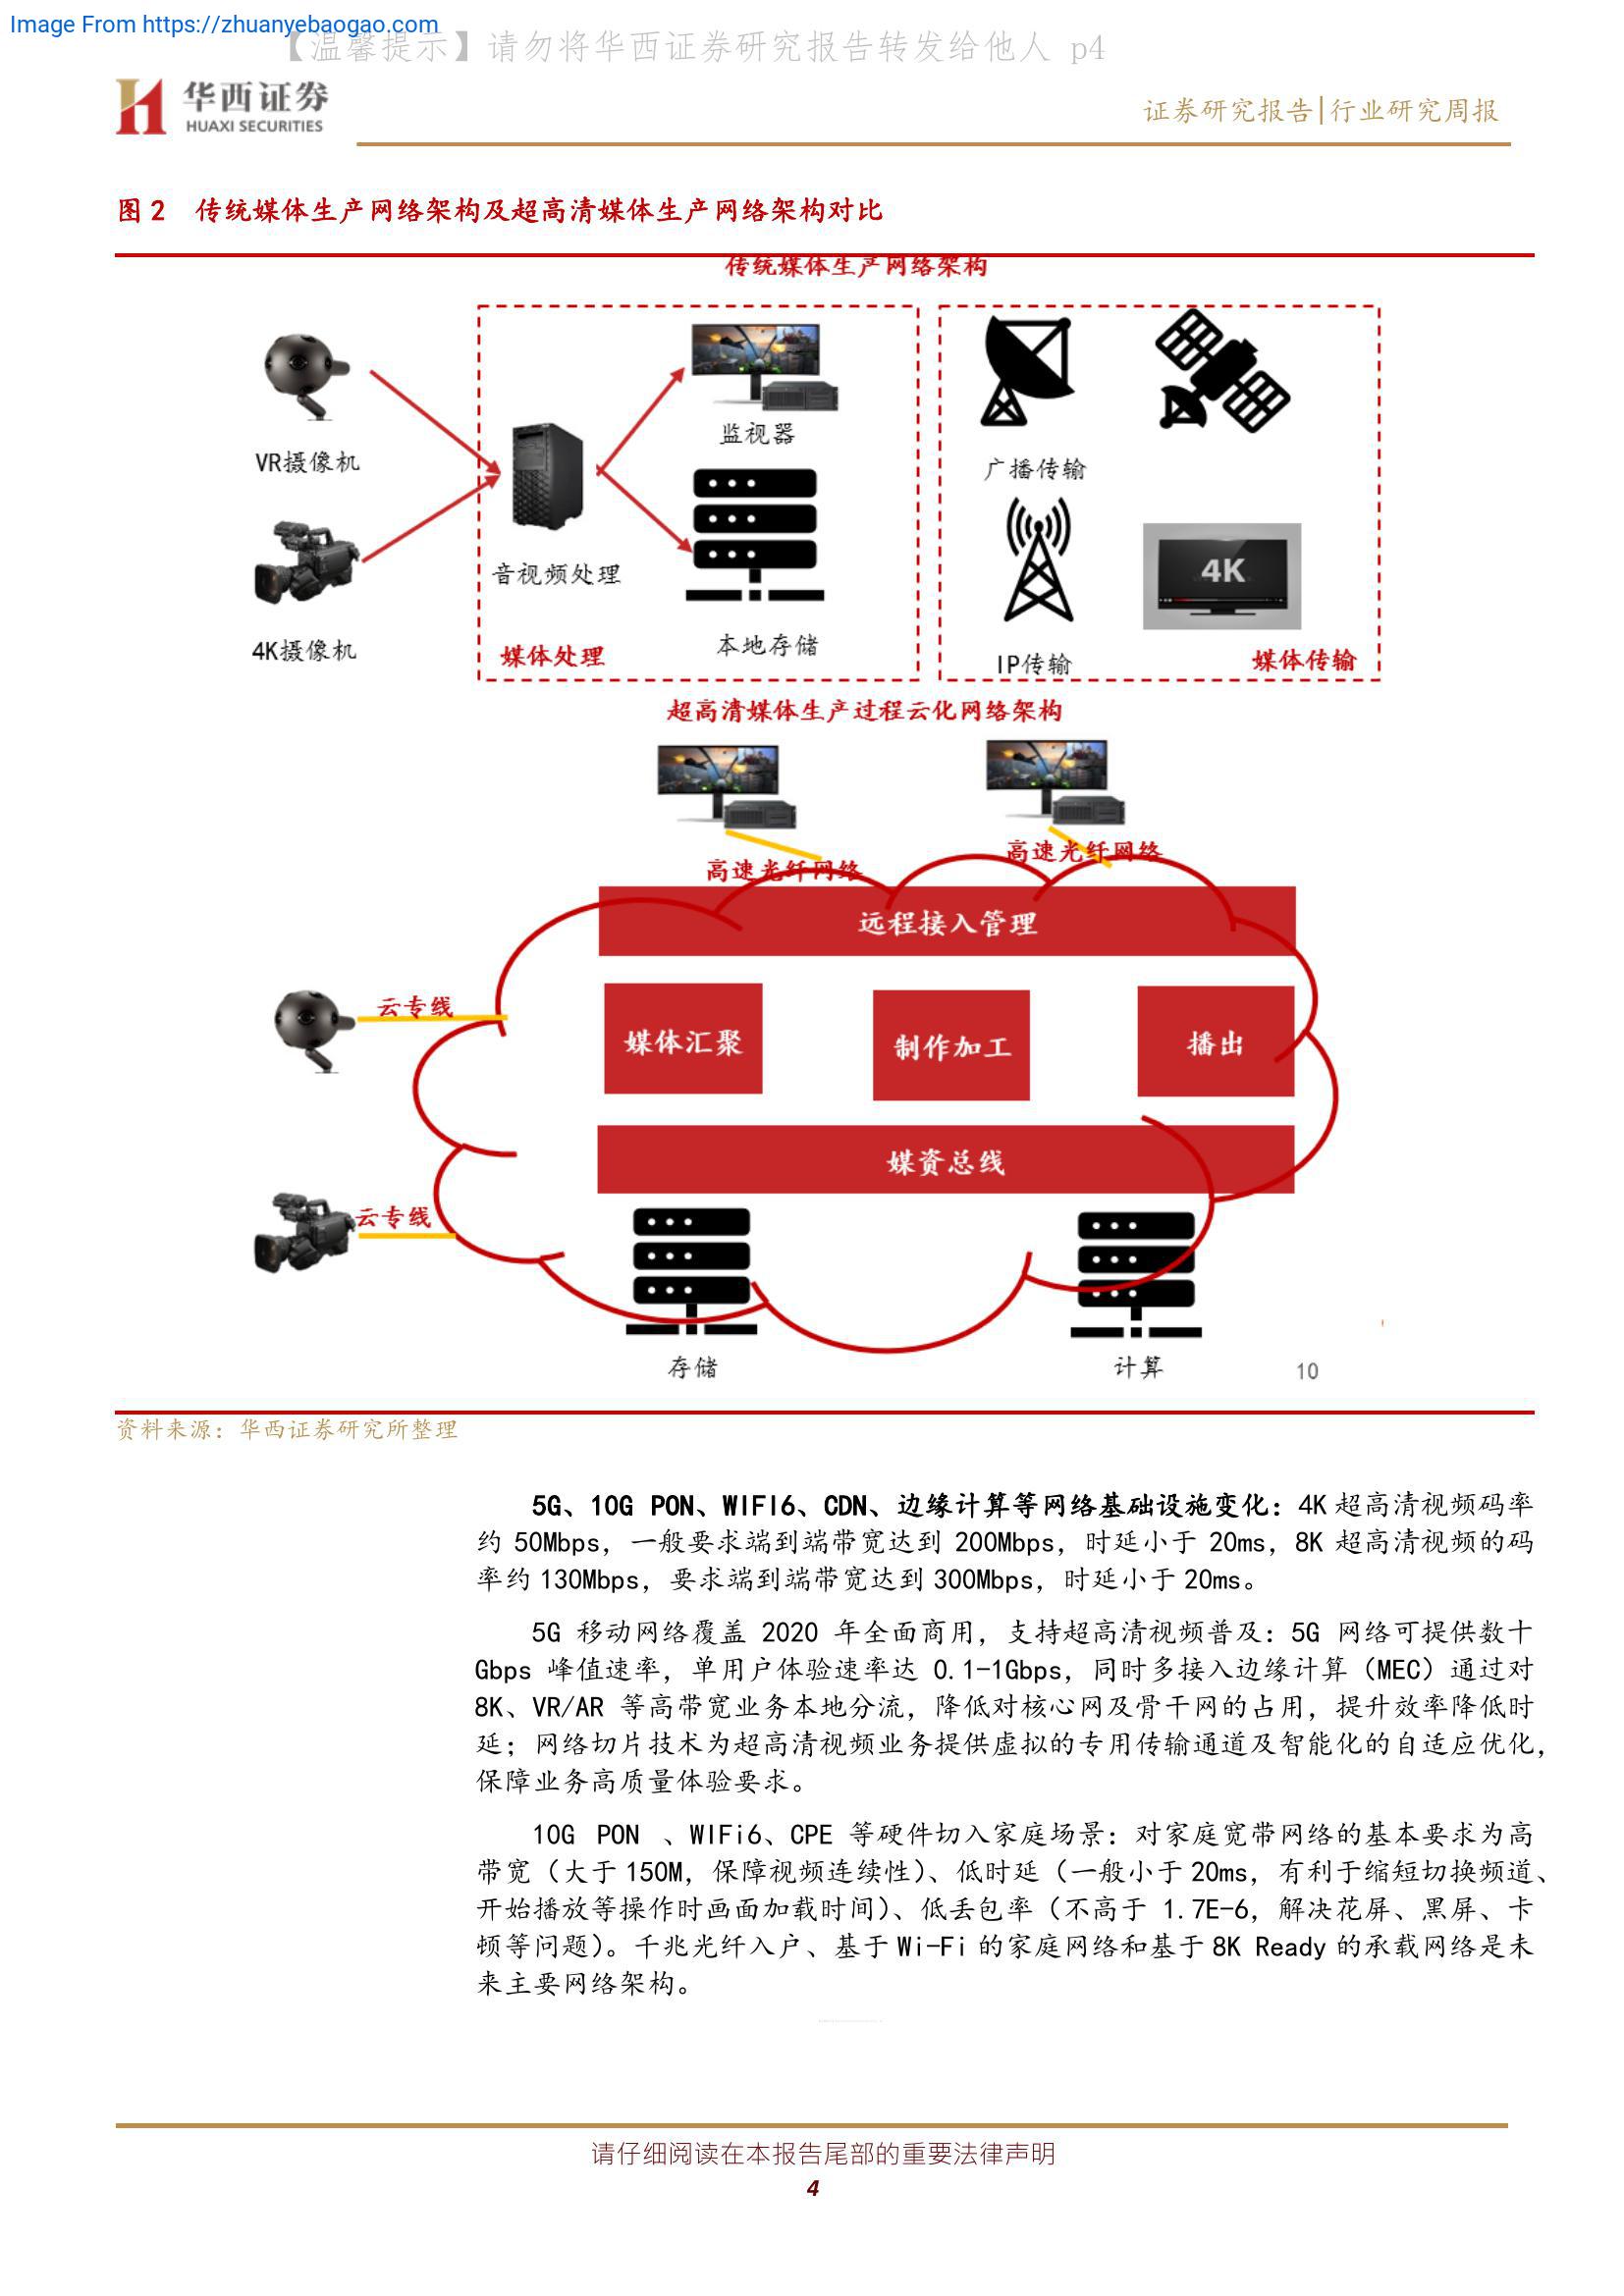 Image From https://zhuanyebaogao.com
【温馨提示】请勿将华西证券研究报告转发给他人 p4
华西证券
HUAXI SECURITIES
证券研究报告|行业研究周报
图 2 传统媒体生产网络架构及超高清媒体生产网络架构对比
传统媒体生产网络架构
监视器
VR摄像机
广播传输
4K
音视频处理
本地存储
4K摄像机
媒体处理
IP传输
媒体传输
超高清媒体生产过程云化网络架构
高速光纤网络
高速光纤网络
远程接入管理
云专线
媒体汇聚
制作加工
播出
媒资总线
云专线
存储
计算
10
资料来源：华西证券研究所整理
5G、10G PON、WIFI6、CDN、边缘计算等网络基础设施变化：4K 超高清视频码率
约 50Mbps，一般要求端到端带宽达到 200Mbps，时延小于 20ms，8K 超高清视频的码
率约 130Mbps，要求端到端带宽达到 300Mbps，时延小于 20ms。
5G 移动网络覆盖 2020 年全面商用，支持超高清视频普及：5G 网络可提供数十
Gbps 峰值速率，单用户体验速率达 0.1-1Gbps，同时多接入边缘计算（MEC）通过对
8K、VR/AR 等高带宽业务本地分流，降低对核心网及骨干网的占用，提升效率降低时
延；网络切片技术为超高清视频业务提供虚拟的专用传输通道及智能化的自适应优化，
保障业务高质量体验要求。
10G PON 、WIFi6、CPE 等硬件切入家庭场景：对家庭宽带网络的基本要求为高
带宽（大于 150M，保障视频连续性）、低时延（一般小于 20ms，有利于缩短切换频道、
开始播放等操作时画面加载时间）、低丢包率（不高于 1.7E-6，解决花屏、黑屏、卡
顿等问题）。千兆光纤入户、基于 Wi-Fi 的家庭网络和基于 8K Ready 的承载网络是未
来主要网络架构。
请仔细阅读在本报告尾部的重要法律声明
4